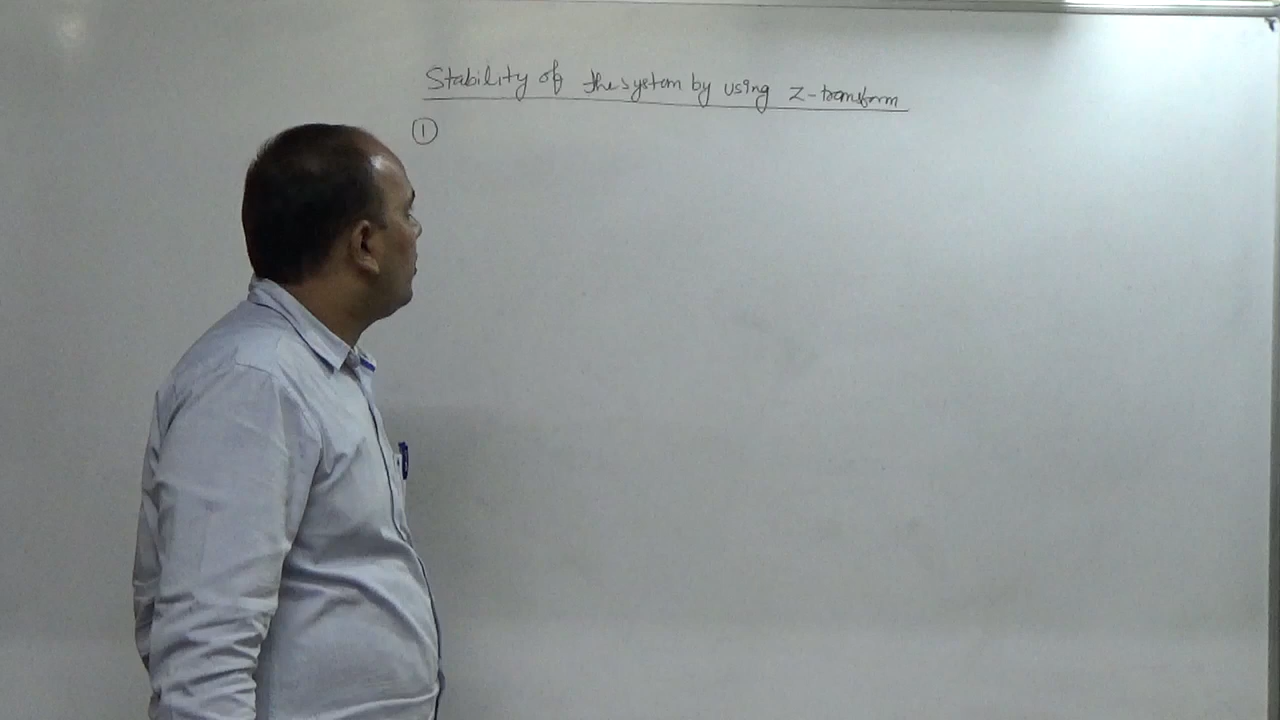 Stability of the system by using Z-transform
①